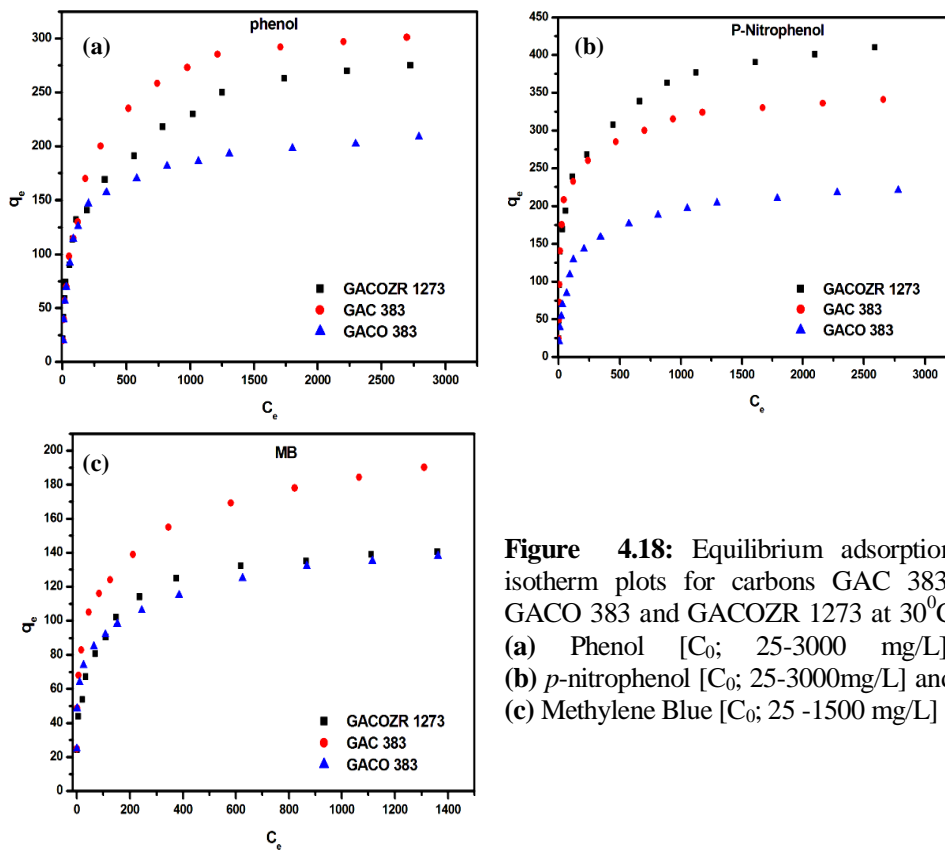 phenol
(a)
300
250
200
150
100
50
0
q_e
GACOZR 1273
GAC 383
GACO 383
0 500 1000 1500 2000 2500 3000
C_e
P-Nitrophenol
(b)
450
400
350
300
250
200
150
100
50
0
q_e
GACOZR 1273
GAC 383
GACO 383
0 500 1000 1500 2000 2500 3000
C_e
MB
(c)
200
180
160
140
120
100
80
60
40
20
0
q_e
GACOZR 1273
GAC 383
GACO 383
0 200 400 600 800 1000 1200 1400
C_e
Figure 4.18: Equilibrium adsorption
isotherm plots for carbons GAC 383,
GACO 383 and GACOZR 1273 at 30⁰C
(a) Phenol [C₀; 25-3000 mg/L]
(b) p-nitrophenol [C₀; 25-3000mg/L] and
(c) Methylene Blue [C₀; 25 -1500 mg/L]